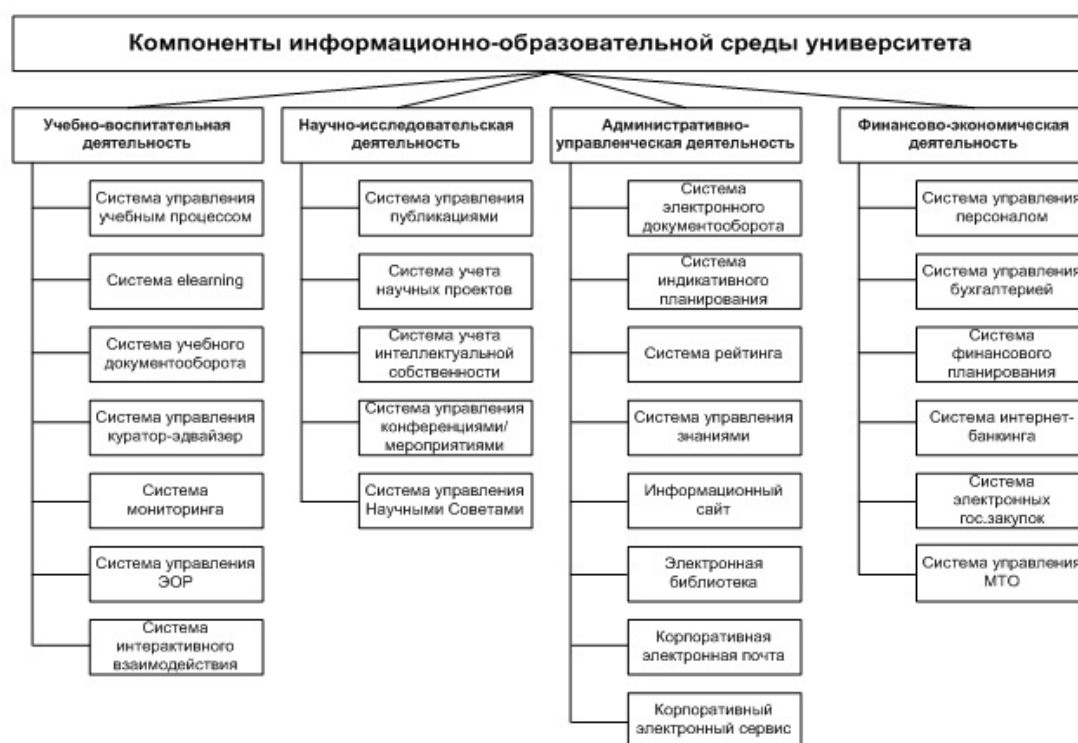 Компоненты информационно-образовательной среды университета
Учебно-воспитательная
деятельность
Система управления
учебным процессом
Система elearning
Система учебного
документооборота
Система управления
куратор-эдвайзер
Система
мониторинга
Система управления
ЭОР
Система
интерактивного
взаимодействия
Научно-исследовательская
деятельность
Система управления
публикациями
Система учета
научных проектов
Система учета
интеллектуальной
собственности
Система управления
конференциями/
мероприятиями
Система управления
Научными Советами
Административно-
управленческая деятельность
Система
электронного
документооборота
Система
индикативного
планирования
Система рейтинга
Система управления
знаниями
Информационный
сайт
Электронная
библиотека
Корпоративная
электронная почта
Корпоративный
электронный сервис
Финансово-экономическая
деятельность
Система управления
персоналом
Система управления
бухгалтерией
Система
финансового
планирования
Система интернет-
банкинга
Система
электронных
гос.закупок
Система управления
МТО